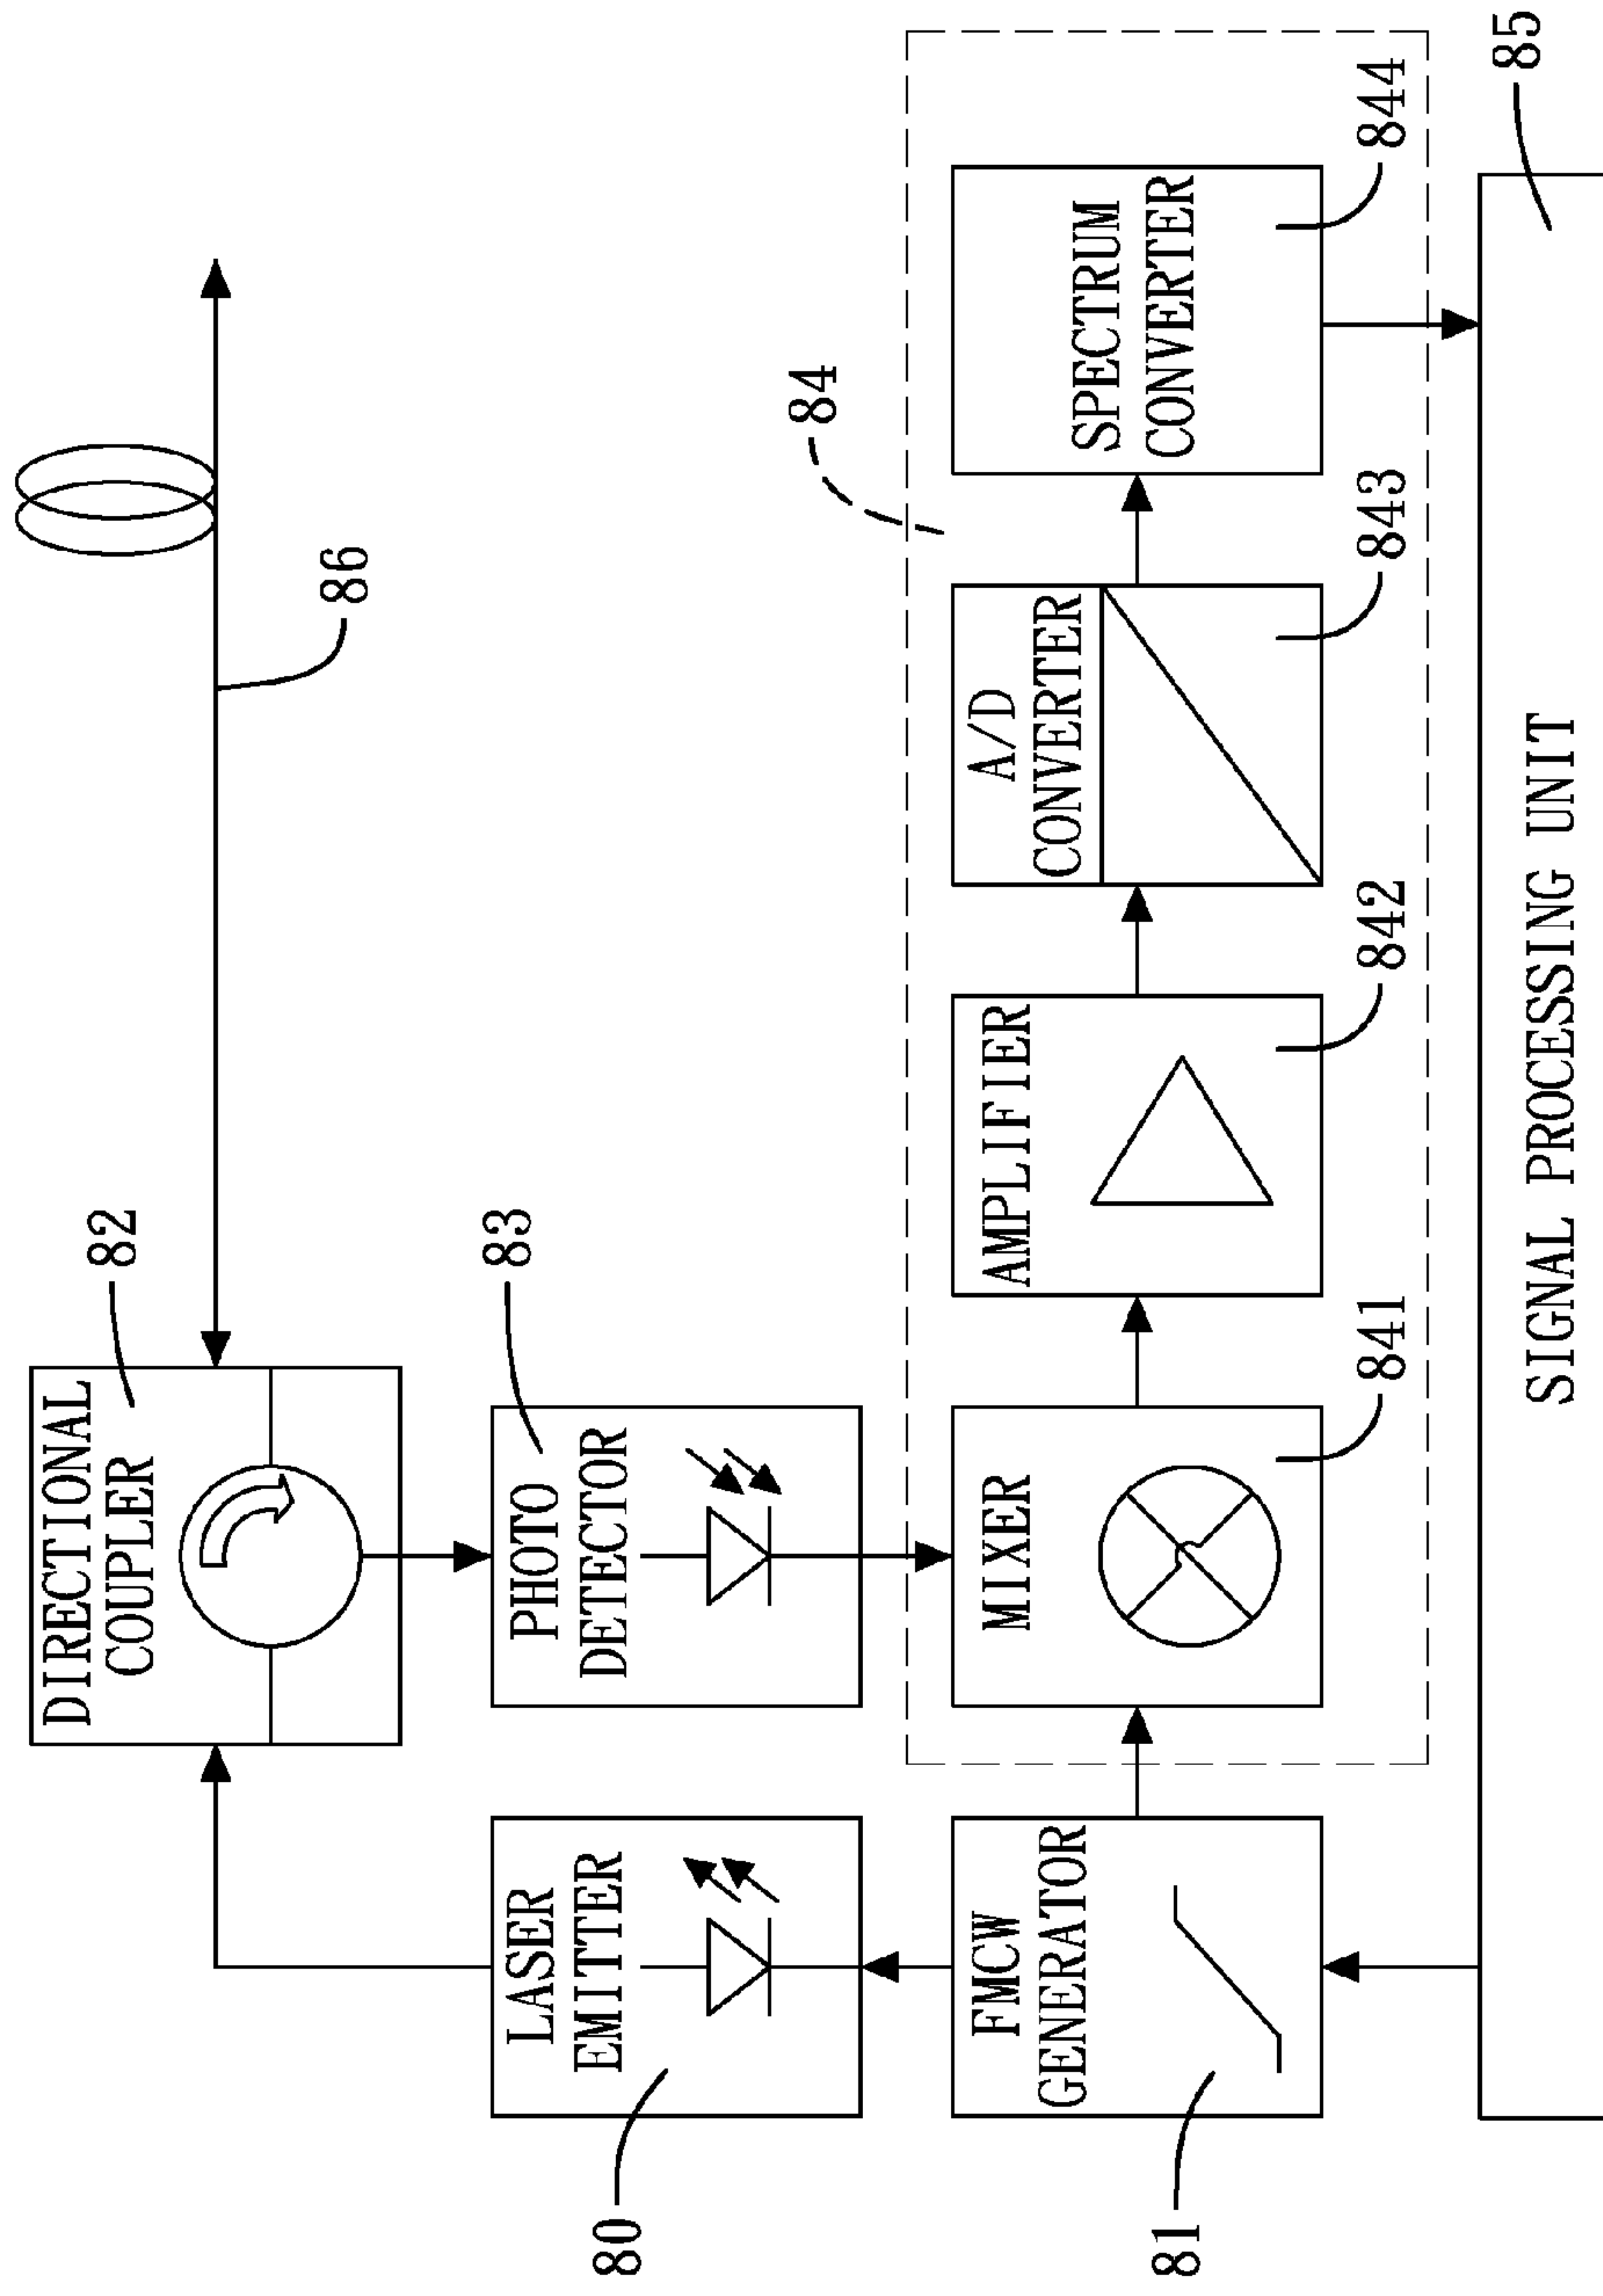 DIRECTIONAL
COUPLER
82
86
LASER
EMITTER
80
PHOTO
DETECTOR
83
84
FMCW
GENERATOR
81
MIXER
841
AMPLIFIER
842
A/D
CONVERTER
843
SPECTRUM
CONVERTER
844
SIGNAL PROCESSING UNIT
85